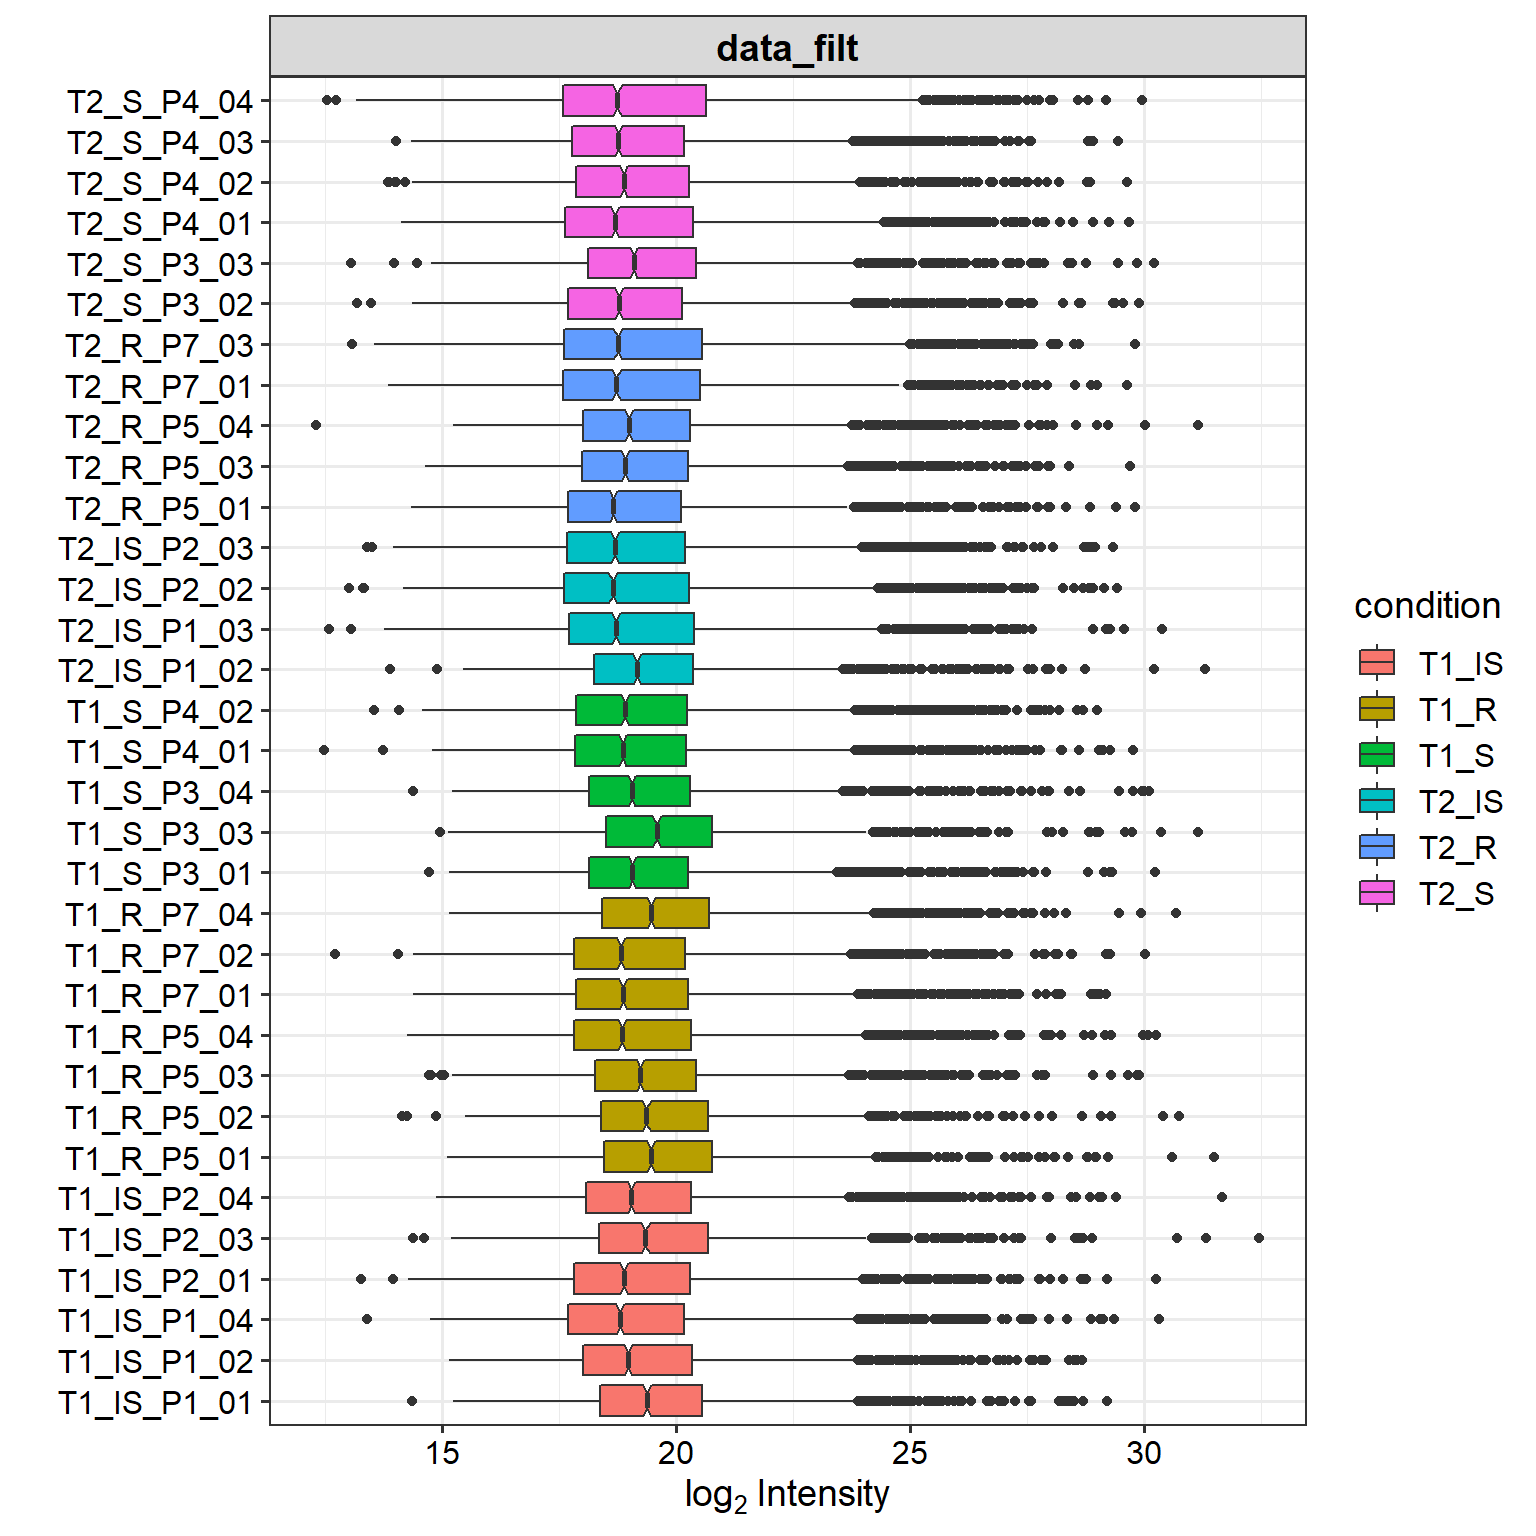 data_filt
T2_S_P4_04
T2_S_P4_03
T2_S_P4_02
T2_S_P4_01
T2_S_P3_03
T2_S_P3_02
T2_R_P7_03
T2_R_P7_01
T2_R_P5_04
T2_R_P5_03
T2_R_P5_01
T2_IS_P2_03
T2_IS_P2_02
T2_IS_P1_03
T2_IS_P1_02
T1_S_P4_02
T1_S_P4_01
T1_S_P3_04
T1_S_P3_03
T1_S_P3_01
T1_R_P7_04
T1_R_P7_02
T1_R_P7_01
T1_R_P5_04
T1_R_P5_03
T1_R_P5_02
T1_R_P5_01
T1_IS_P2_04
T1_IS_P2_03
T1_IS_P2_01
T1_IS_P1_04
T1_IS_P1_02
T1_IS_P1_01
15 20 25 30
log₂ Intensity
condition
T1_IS
T1_R
T1_S
T2_IS
T2_R
T2_S